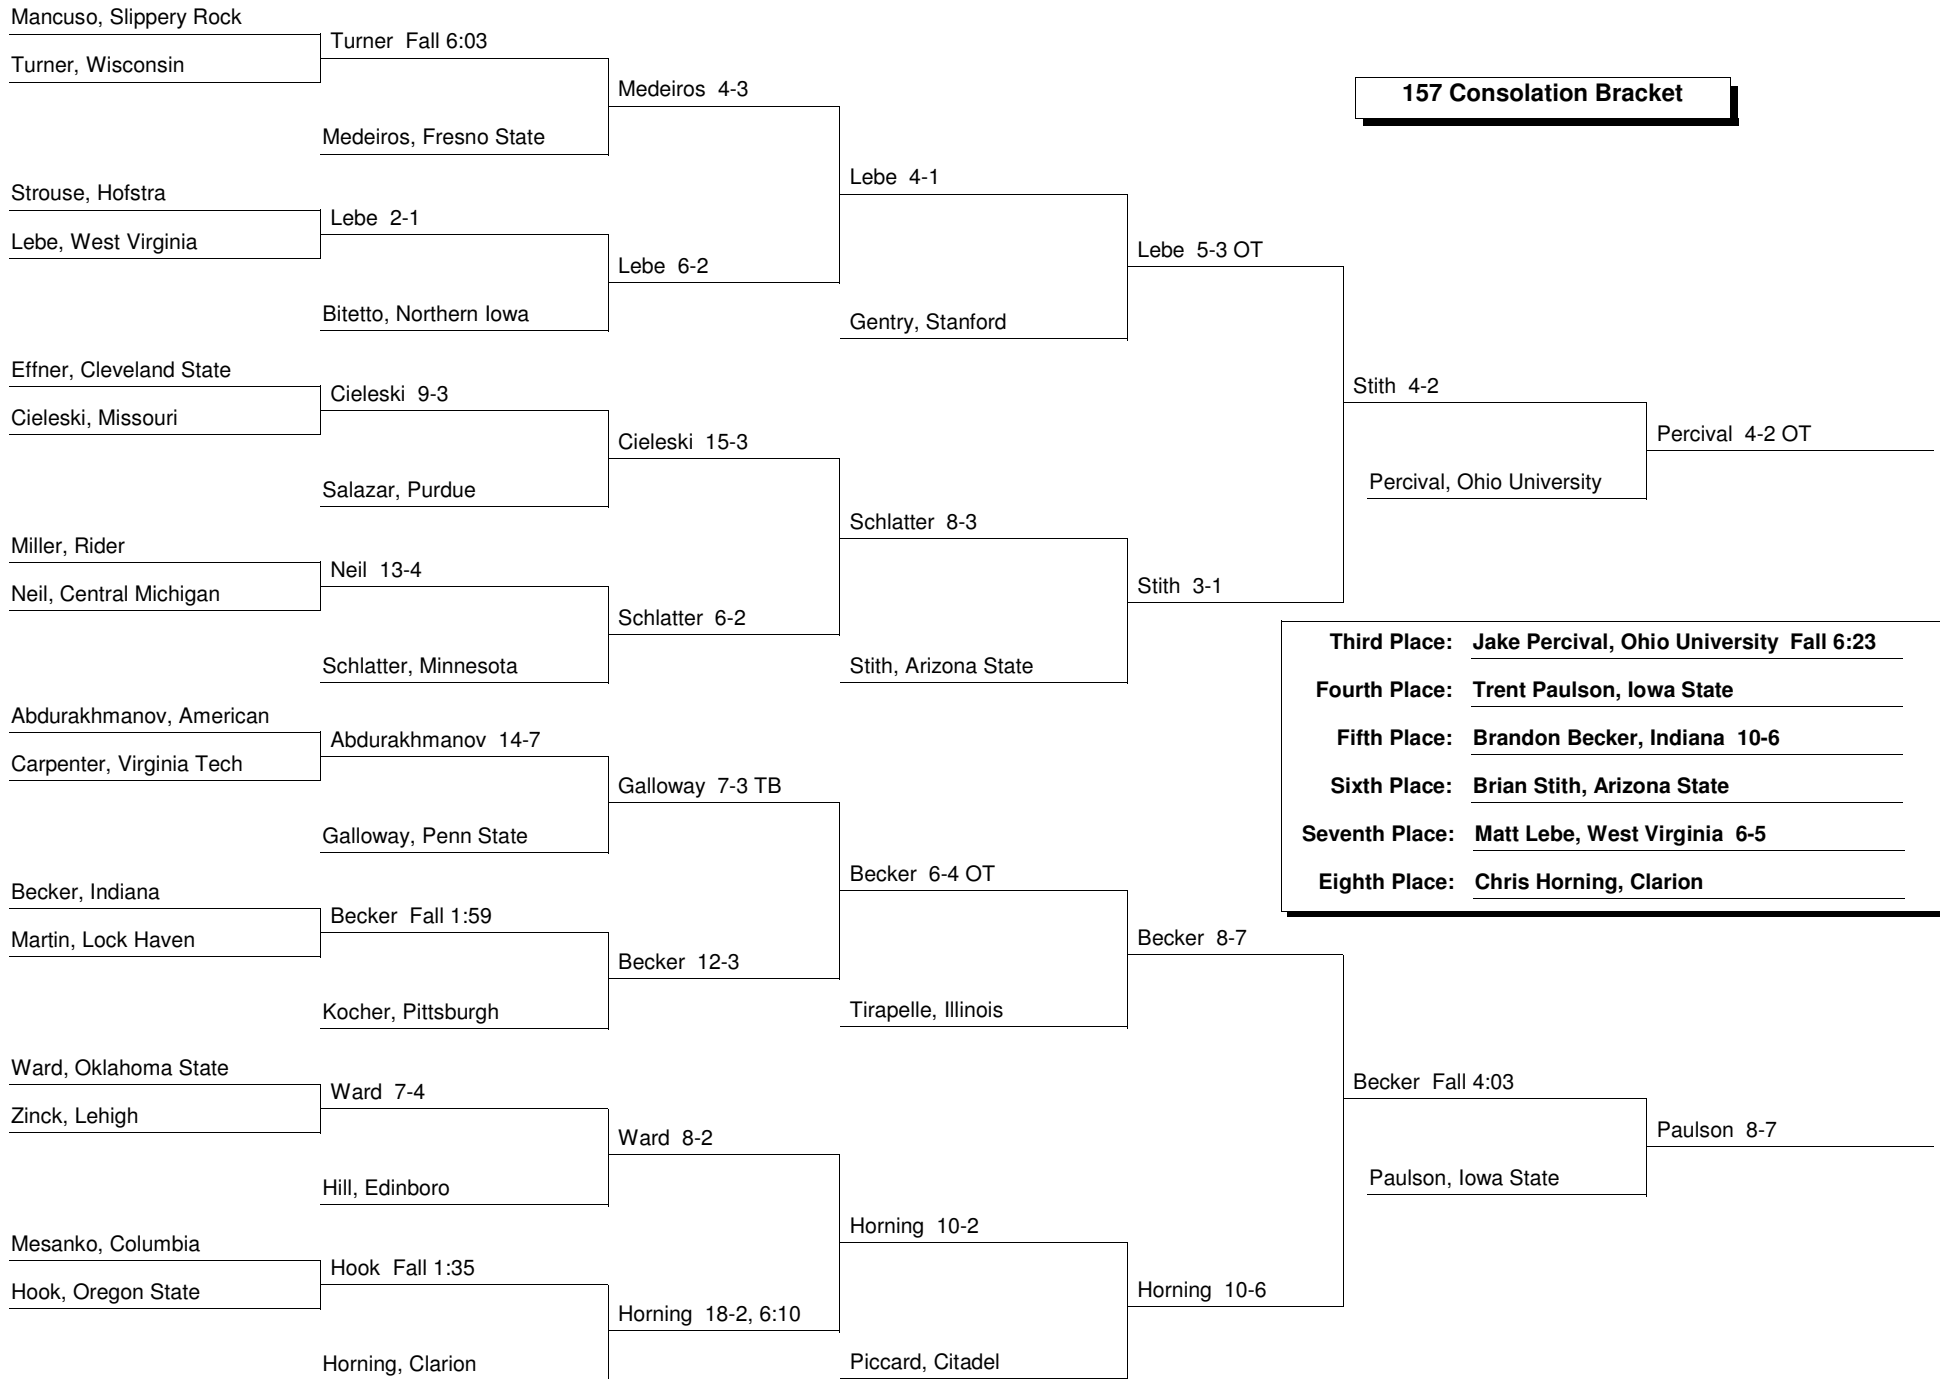 Mancuso, Slippery Rock
Turner Fall 6:03
Turner, Wisconsin
Medeiros 4-3
157 Consolation Bracket
Medeiros, Fresno State
Lebe 4-1
Strouse, Hofstra
Lebe 2-1
Lebe, West Virginia
Lebe 5-3 OT
Lebe 6-2
Bitetto, Northern Iowa
Gentry, Stanford
Effner, Cleveland State
Stith 4-2
Cieleski 9-3
Cieleski, Missouri
Percival 4-2 OT
Cieleski 15-3
Percival, Ohio University
Salazar, Purdue
Schlatter 8-3
Miller, Rider
Neil 13-4
Stith 3-1
Neil, Central Michigan
Schlatter 6-2
Third Place: Jake Percival, Ohio University Fall 6:23
Schlatter, Minnesota
Stith, Arizona State
Fourth Place: Trent Paulson, Iowa State
Abdurakhmanov, American
Fifth Place: Brandon Becker, Indiana 10-6
Abdurakhmanov 14-7
Carpenter, Virginia Tech
Galloway 7-3 TB
Sixth Place: Brian Stith, Arizona State
Galloway, Penn State
Seventh Place: Matt Lebe, West Virginia 6-5
Becker 6-4 OT
Eighth Place: Chris Horning, Clarion
Becker, Indiana
Becker Fall 1:59
Martin, Lock Haven
Becker 8-7
Becker 12-3
Kocher, Pittsburgh
Tirapelle, Illinois
Ward, Oklahoma State
Becker Fall 4:03
Ward 7-4
Zinck, Lehigh
Paulson 8-7
Ward 8-2
Paulson, Iowa State
Hill, Edinboro
Horning 10-2
Mesanko, Columbia
Hook Fall 1:35
Hook, Oregon State
Horning 10-6
Horning 18-2, 6:10
Horning, Clarion
Piccard, Citadel